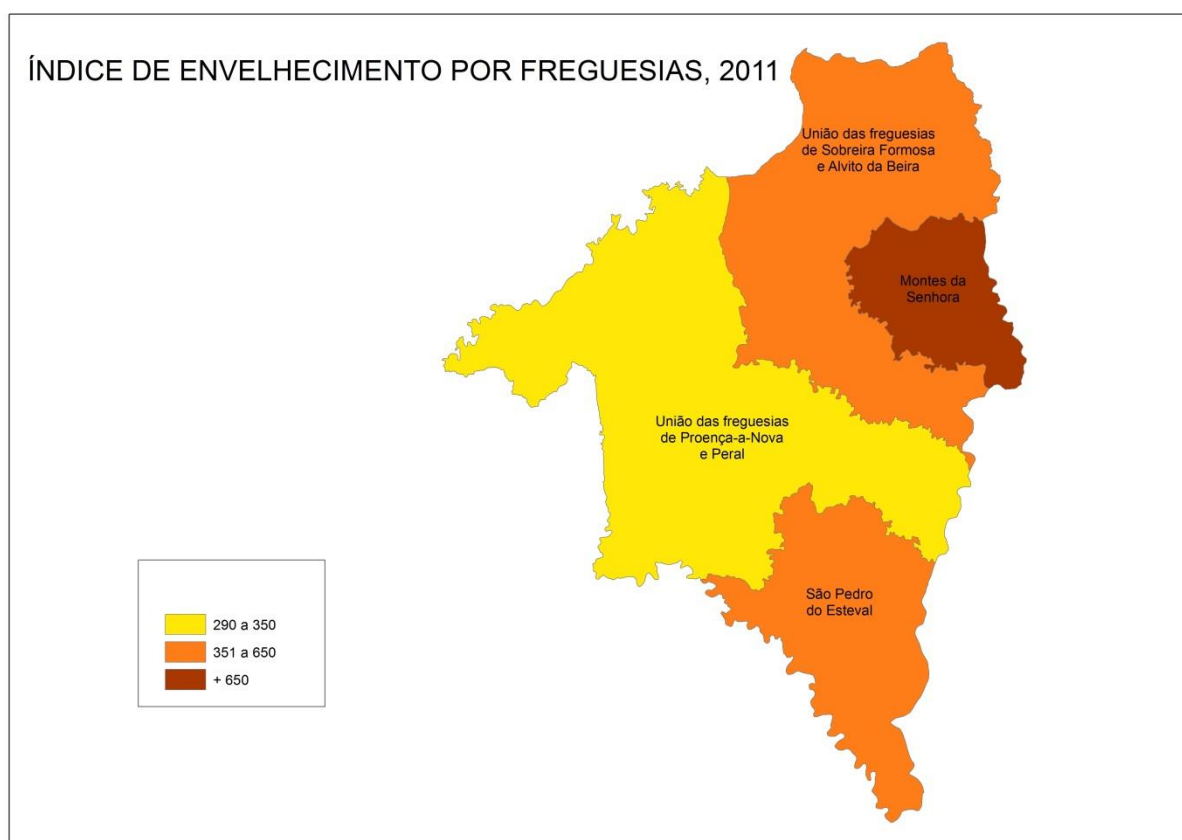 ÍNDICE DE ENVELHECIMENTO POR FREGUESIAS, 2011
União das freguesias
de Sobreira Formosa
e Alvito da Beira
Montes da
Senhora
União das freguesias
de Proença-a-Nova
e Peral
São Pedro
do Esteval
290 a 350
351 a 650
+ 650